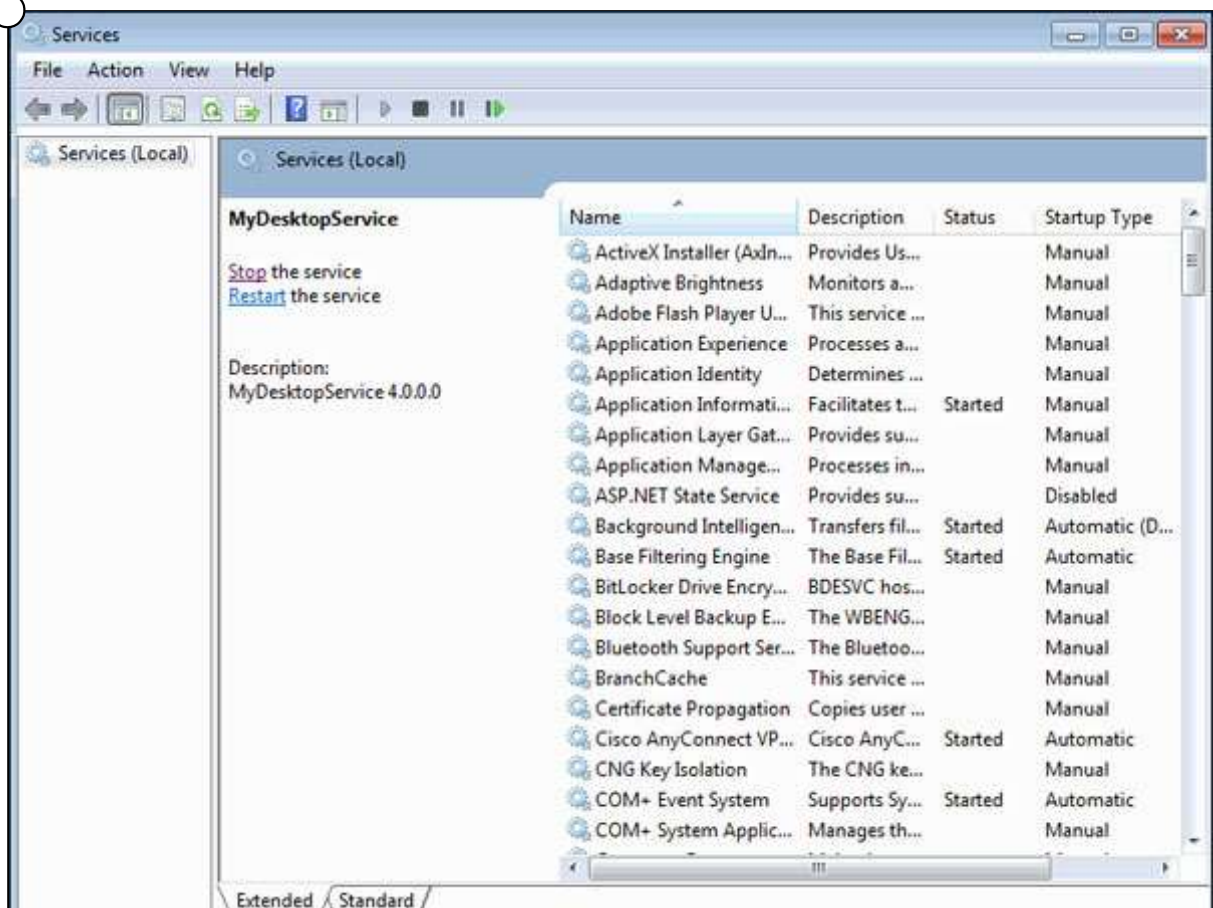 Services
File Action View Help
Services (Local)
Services (Local)
MyDesktopService
Stop the service
Restart the service
Description:
MyDesktopService 4.0.0.0
Name Description Status Startup Type
ActiveX Installer (AxIn... Provides Us... Manual
Adaptive Brightness Monitors a... Manual
Adobe Flash Player U... This service ... Manual
Application Experience Processes a... Manual
Application Identity Determines ... Manual
Application Informati... Facilitates t... Started Manual
Application Layer Gat... Provides su... Manual
Application Manage... Processes in... Manual
ASP.NET State Service Provides su... Disabled
Background Intelligen... Transfers fil... Started Automatic (D...
Base Filtering Engine The Base Fil... Started Automatic
BitLocker Drive Encry... BDESVC hos... Manual
Block Level Backup E... The WBENG... Manual
Bluetooth Support Ser... The Bluetoo... Manual
BranchCache This service ... Manual
Certificate Propagation Copies user ... Manual
Cisco AnyConnect VP... Cisco AnyC... Started Automatic
CNG Key Isolation The CNG ke... Manual
COM+ Event System Supports Sy... Started Automatic
COM+ System Applic... Manages th... Manual
Extended Standard